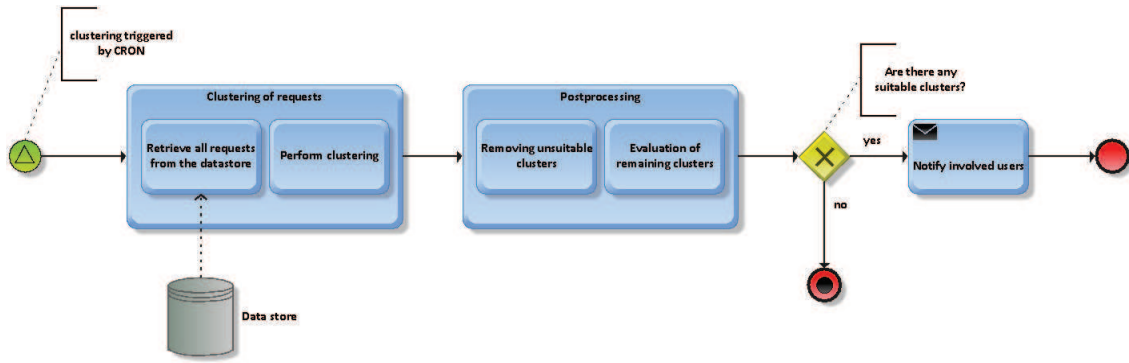 clustering triggered
by CRON
Clustering of requests
Retrieve all requests
from the datastore
Perform clustering
Data store
Postprocessing
Removing unsuitable
clusters
Evaluation of
remaining clusters
Are there any
suitable clusters?
yes
no
Notify involved users